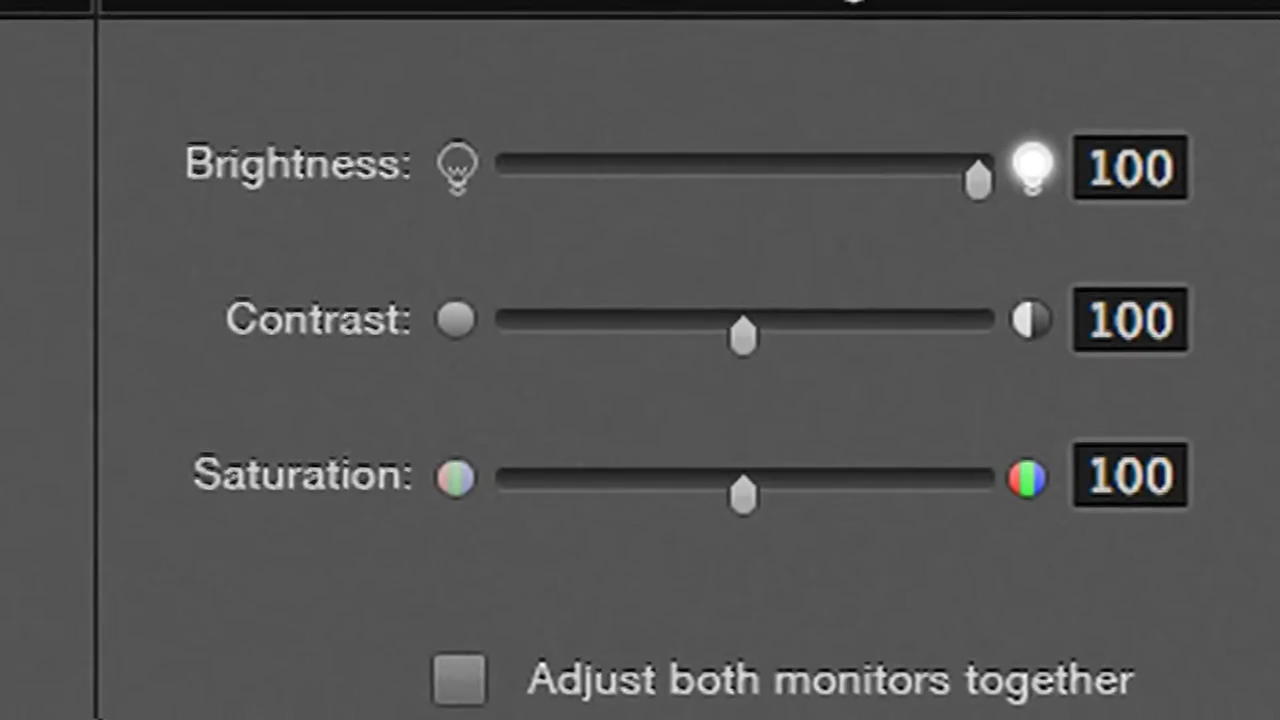 Brightness: 100
Contrast: 100
Saturation: 100
Adjust both monitors together